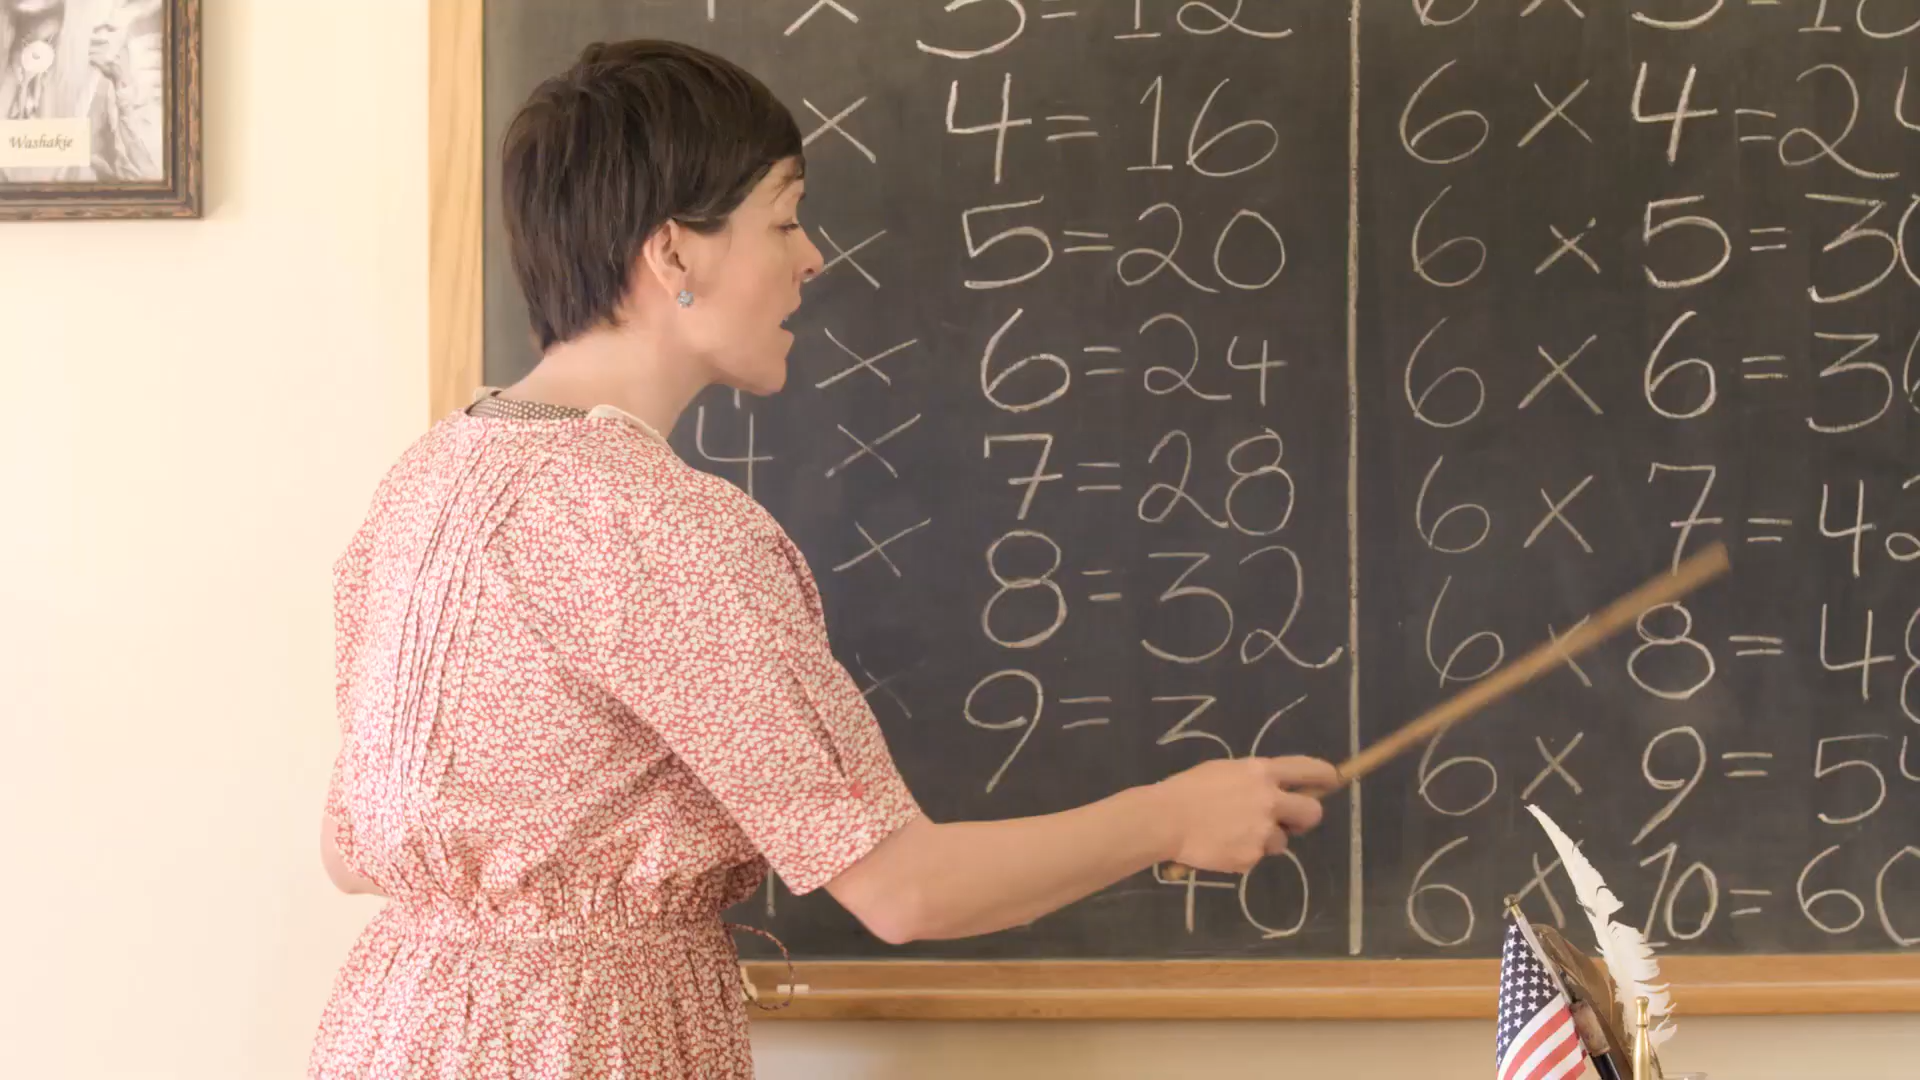 Washakie
× 3 = 12
× 4 = 16
× 5 = 20
× 6 = 24
4 × 7 = 28
× 8 = 32
× 9 = 36
40
6 × 3 = 1
6 × 4 = 24
6 × 5 = 30
6 × 6 = 36
6 × 7 = 42
6 × 8 = 48
6 × 9 = 54
6 × 10 = 60